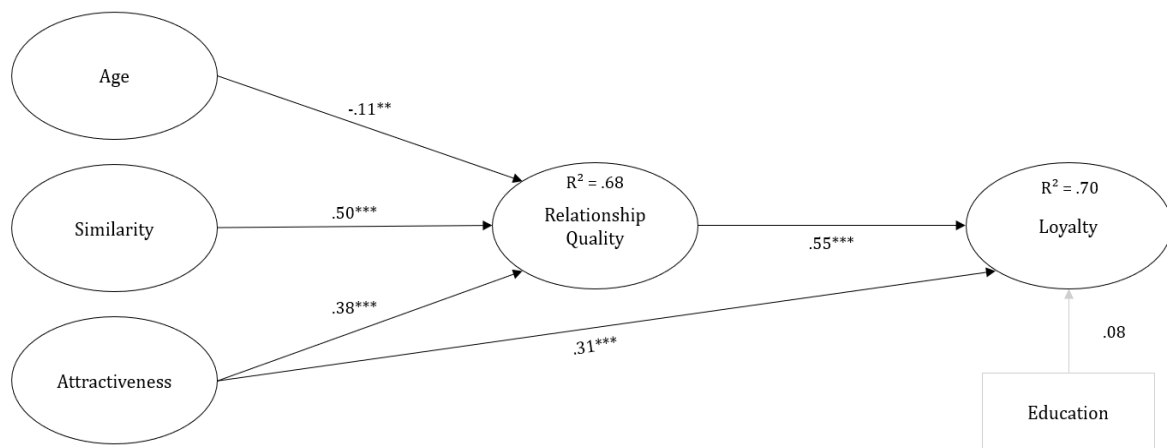 Age
-.11**
R² = .68
Relationship
Quality
R² = .70
Loyalty
Similarity
.50***
.55***
.38***
.31***
Attractiveness
.08
Education